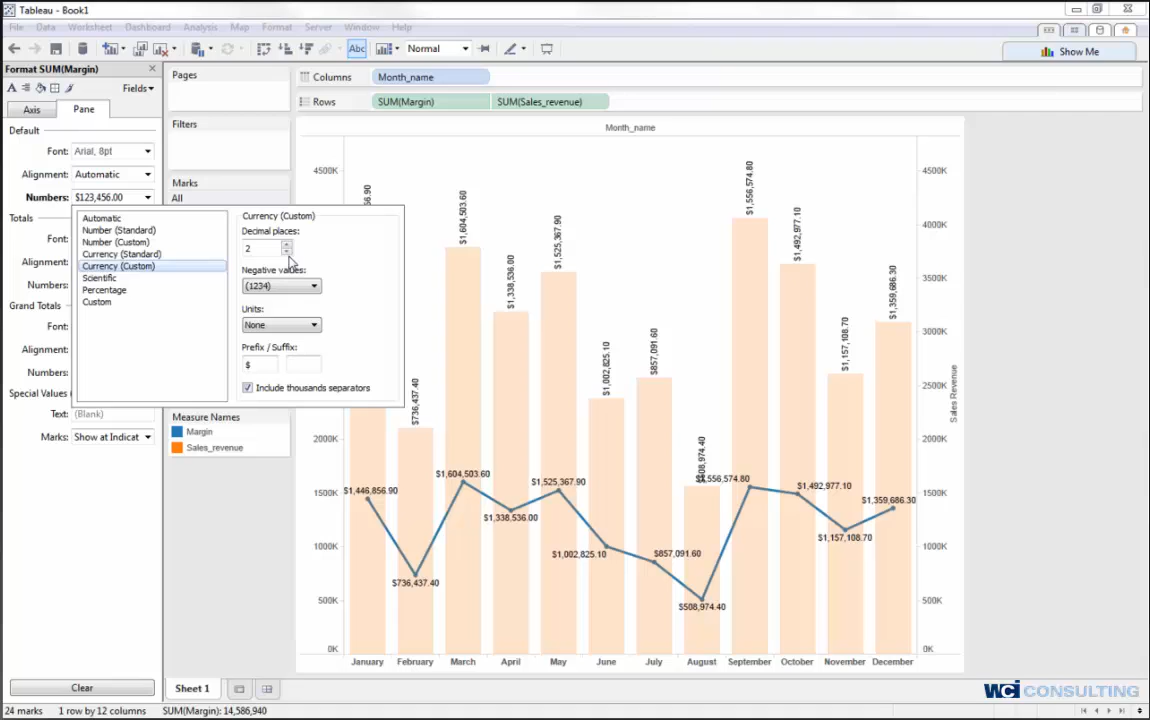 Tableau - Book1
File Data Worksheet Dashboard Analysis Map Format Server Window Help
Abc Normal Show Me
Format SUM(Margin)
Fields
Axis Pane
Default
Font: Arial, 8pt
Alignment: Automatic
Numbers: $123,456.00
Totals
Font:
Alignment:
Numbers:
Grand Totals
Font:
Alignment:
Numbers:
Special Values (
Text: (Blank)
Marks: Show at Indicat
Clear
Automatic
Number (Standard)
Number (Custom)
Currency (Standard)
Currency (Custom)
Scientific
Percentage
Custom
Currency (Custom)
Decimal places:
2
Negative values:
(1234)
Units:
None
Prefix / Suffix:
$
Include thousands separators
Pages
Filters
Marks
All
Measure Names
Margin
Sales_revenue
Columns Month_name
Rows SUM(Margin) SUM(Sales_revenue)
Month_name
4500K
2000K
1500K
1000K
500K
0K
56.90
$736,437.40
$1,604,503.60
$1,338,536.00
$1,525,367.90
$1,002,825.10
$857,091.60
$508,974.40
$1,556,574.80
$1,492,977.10
$1,157,108.70
$1,359,686.30
$1,446,856.90
$736,437.40
$1,604,503.60
$1,338,536.00
$1,525,367.90
$1,002,825.10
$857,091.60
$508,974.40
$1,556,574.80
$1,492,977.10
$1,157,108.70
$1,359,686.30
4500K
4000K
3500K
3000K
2500K
2000K
1500K
1000K
500K
0K
Sales Revenue
January February March April May June July August September October November December
Sheet 1
WCI CONSULTING
24 marks 1 row by 12 columns SUM(Margin): 14,586,940